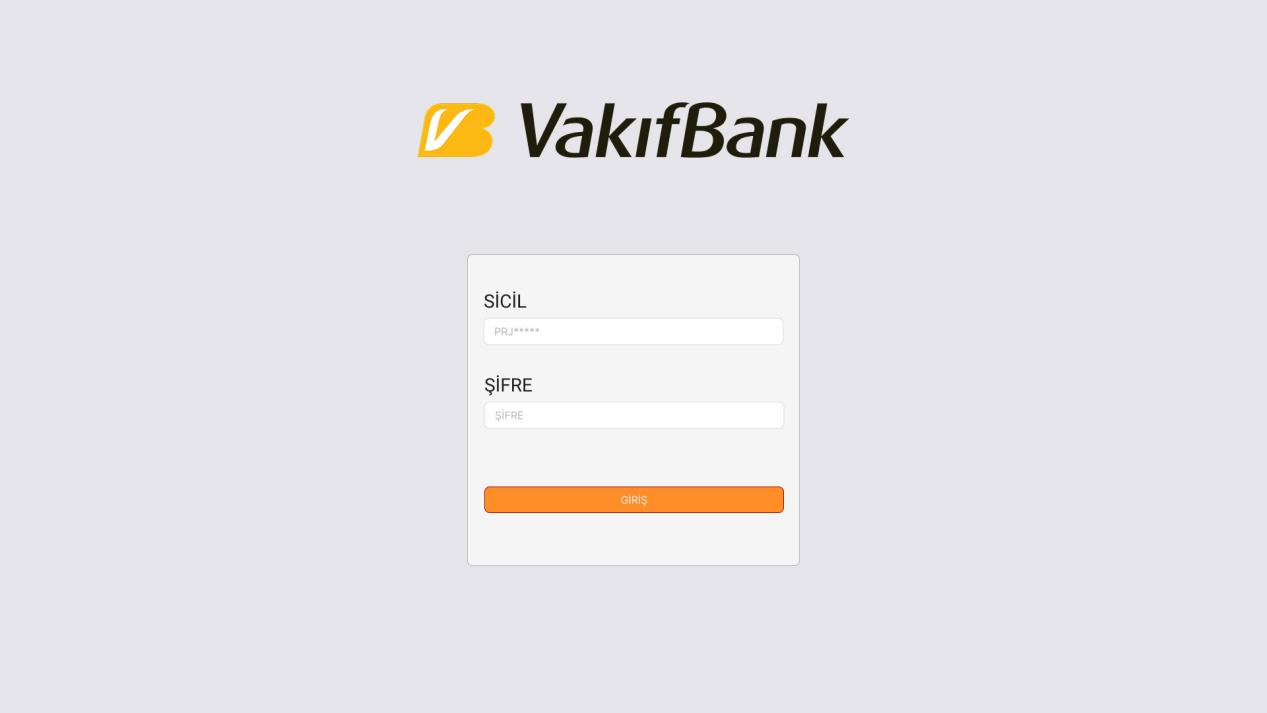 VakıfBank
SİCİL
PRJ*****
ŞİFRE
ŞİFRE
GİRİŞ